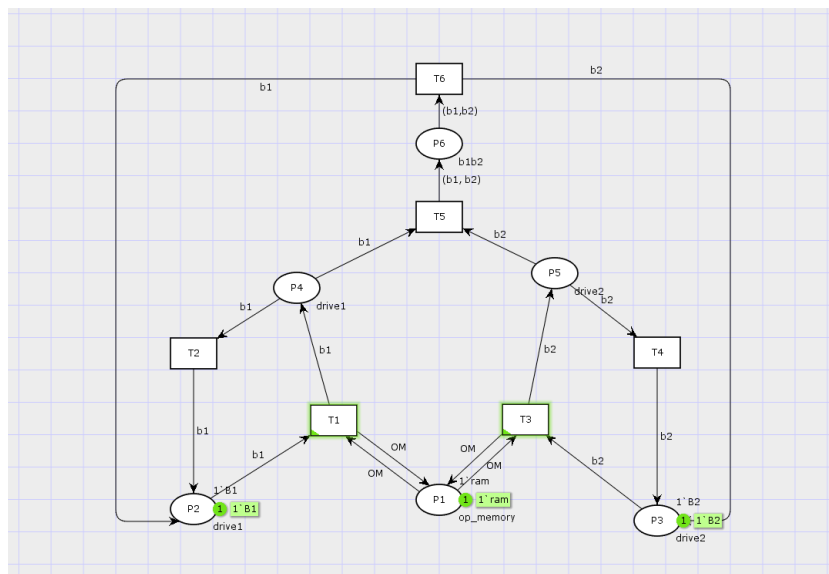 T6
b1
b2
(b1,b2)
P6
b1b2
(b1, b2)
T5
b1
b2
P4
drive1
P5
drive2
b1
b2
T2
T4
b1
b2
T1
T3
b1
OM
OM
b2
b1
OM
OM
b2
b1
b2
1`B1
P2
1
1`B1
drive1
1`ram
P1
1
1`ram
op_memory
1`B2
P3
1
1`B2
drive2